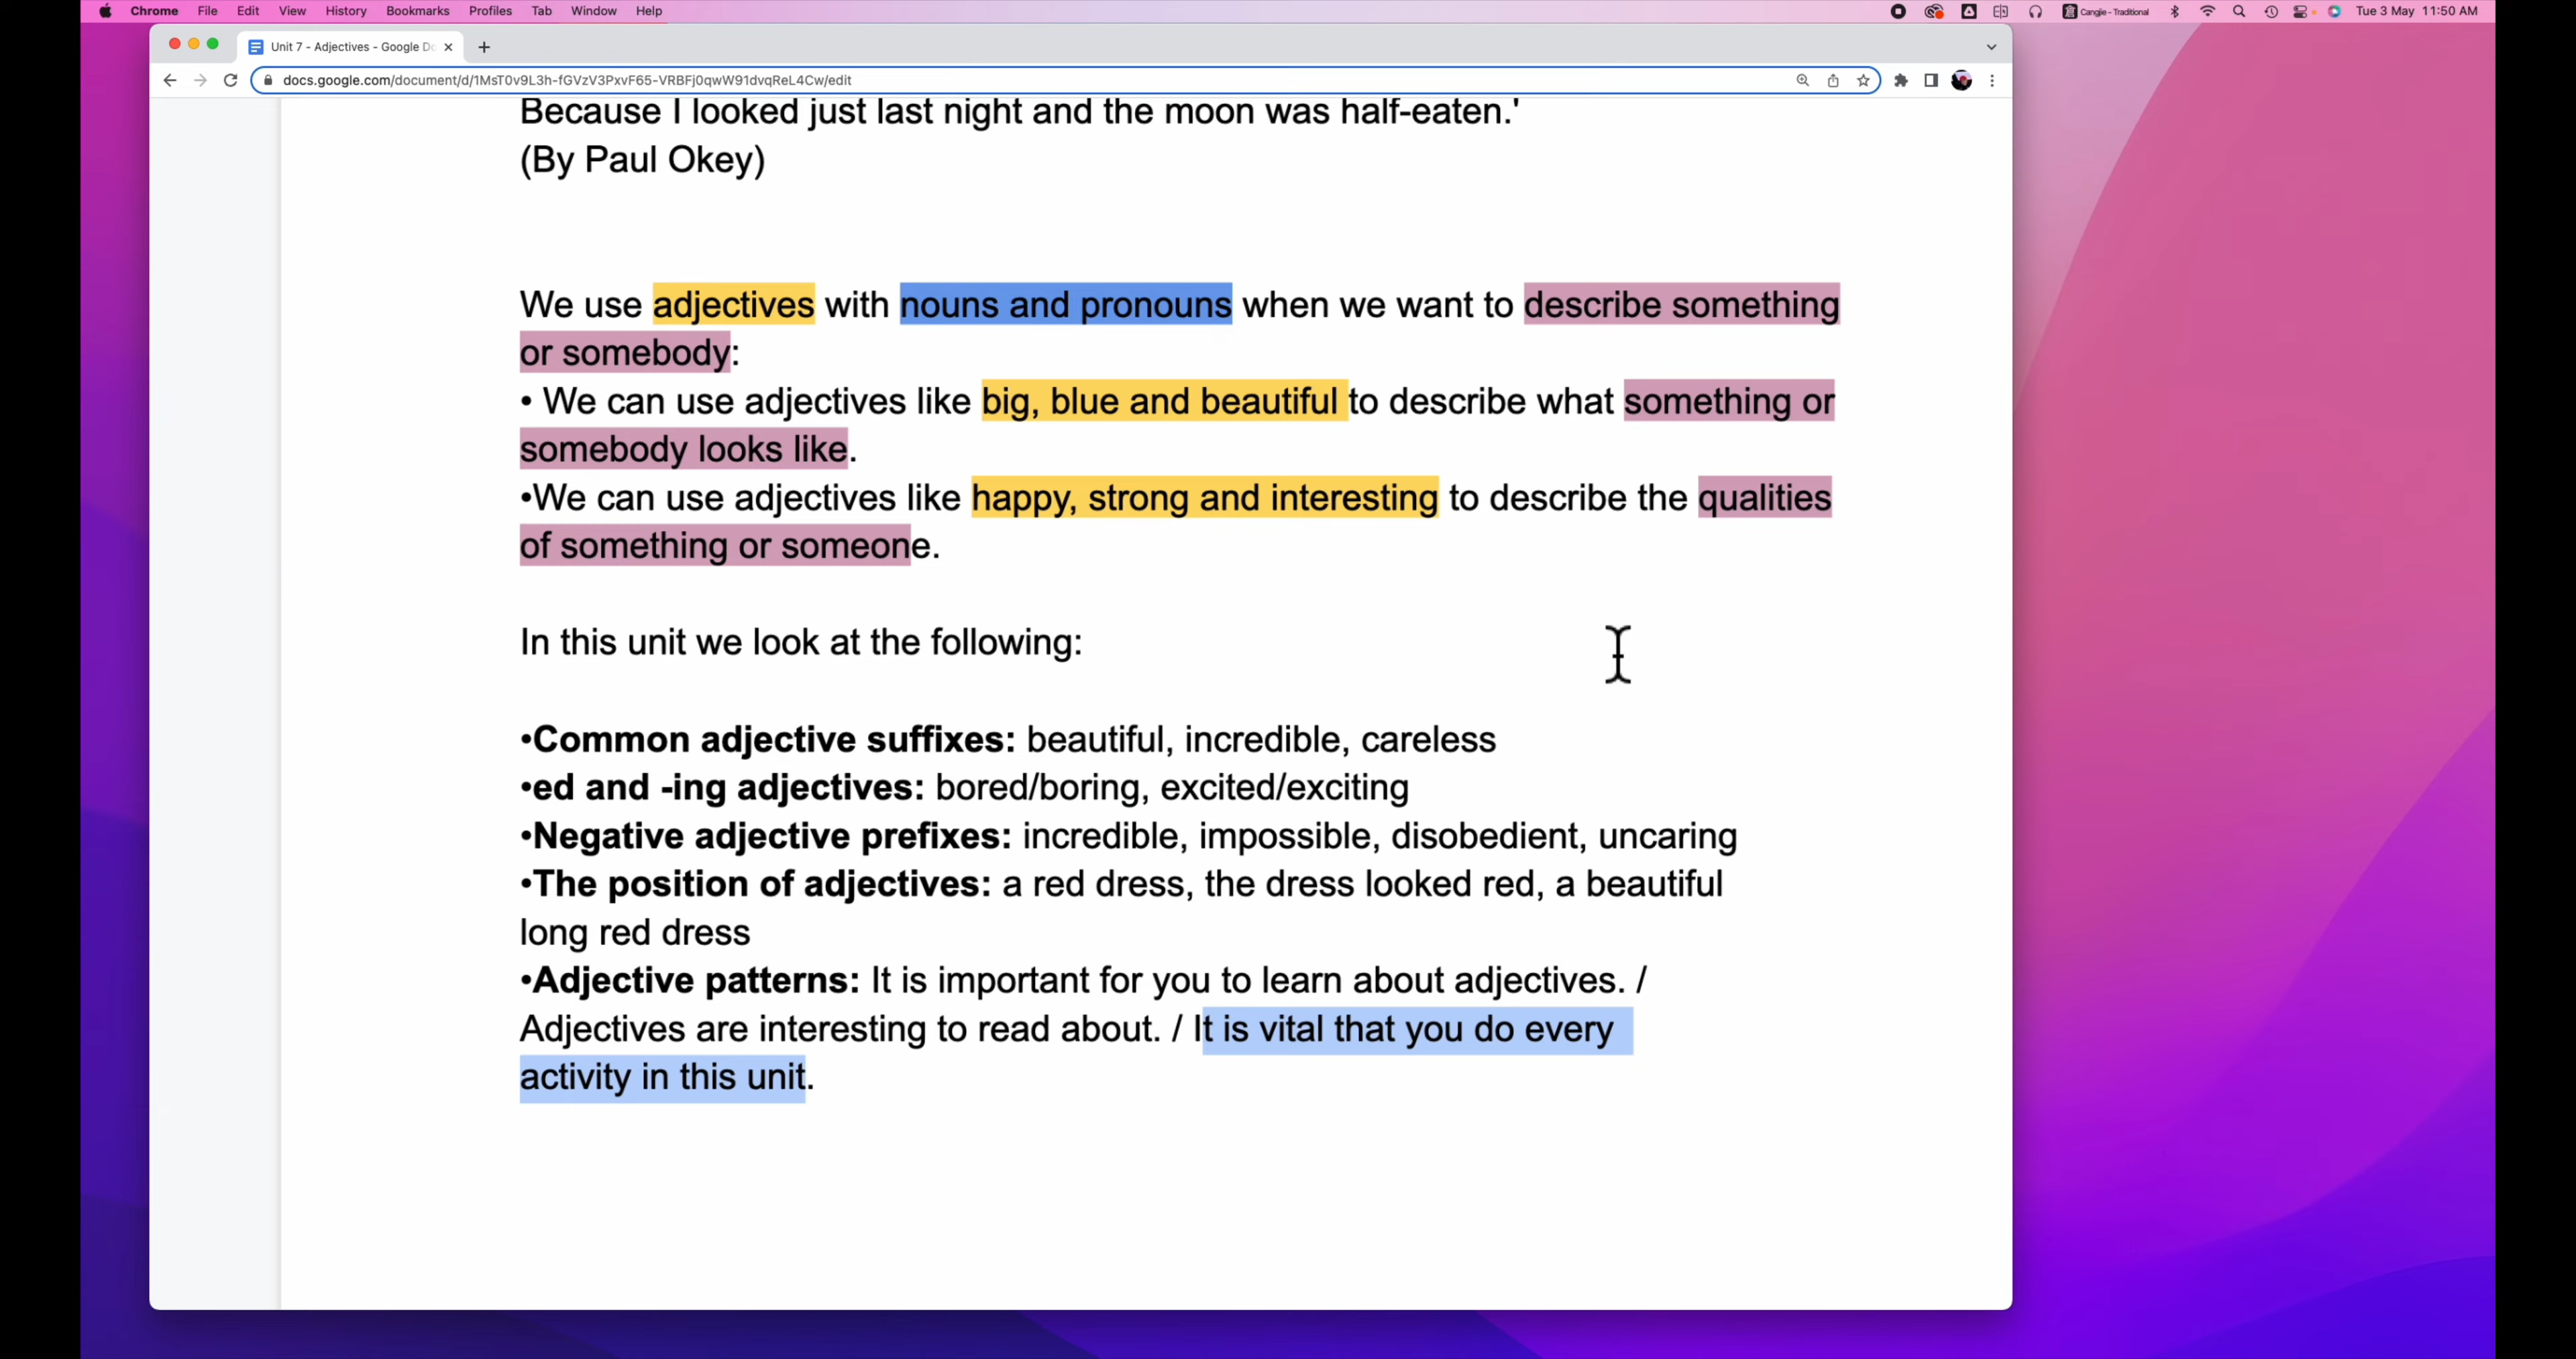 Chrome File Edit View History Bookmarks Profiles Tab Window Help Cangjie - Traditional Tue 3 May 11:50 AM
Unit 7 - Adjectives - Google Do
docs.google.com/document/d/1MsT0v9L3h-fGVzV3PxvF65-VRBFj0qwW91dvqReL4Cw/edit
Because I looked just last night and the moon was half-eaten.'
(By Paul Okey)
We use adjectives with nouns and pronouns when we want to describe something
or somebody:
• We can use adjectives like big, blue and beautiful to describe what something or
somebody looks like.
•We can use adjectives like happy, strong and interesting to describe the qualities
of something or someone.
In this unit we look at the following:
•Common adjective suffixes: beautiful, incredible, careless
•ed and -ing adjectives: bored/boring, excited/exciting
•Negative adjective prefixes: incredible, impossible, disobedient, uncaring
•The position of adjectives: a red dress, the dress looked red, a beautiful
long red dress
•Adjective patterns: It is important for you to learn about adjectives. /
Adjectives are interesting to read about. / It is vital that you do every
activity in this unit.